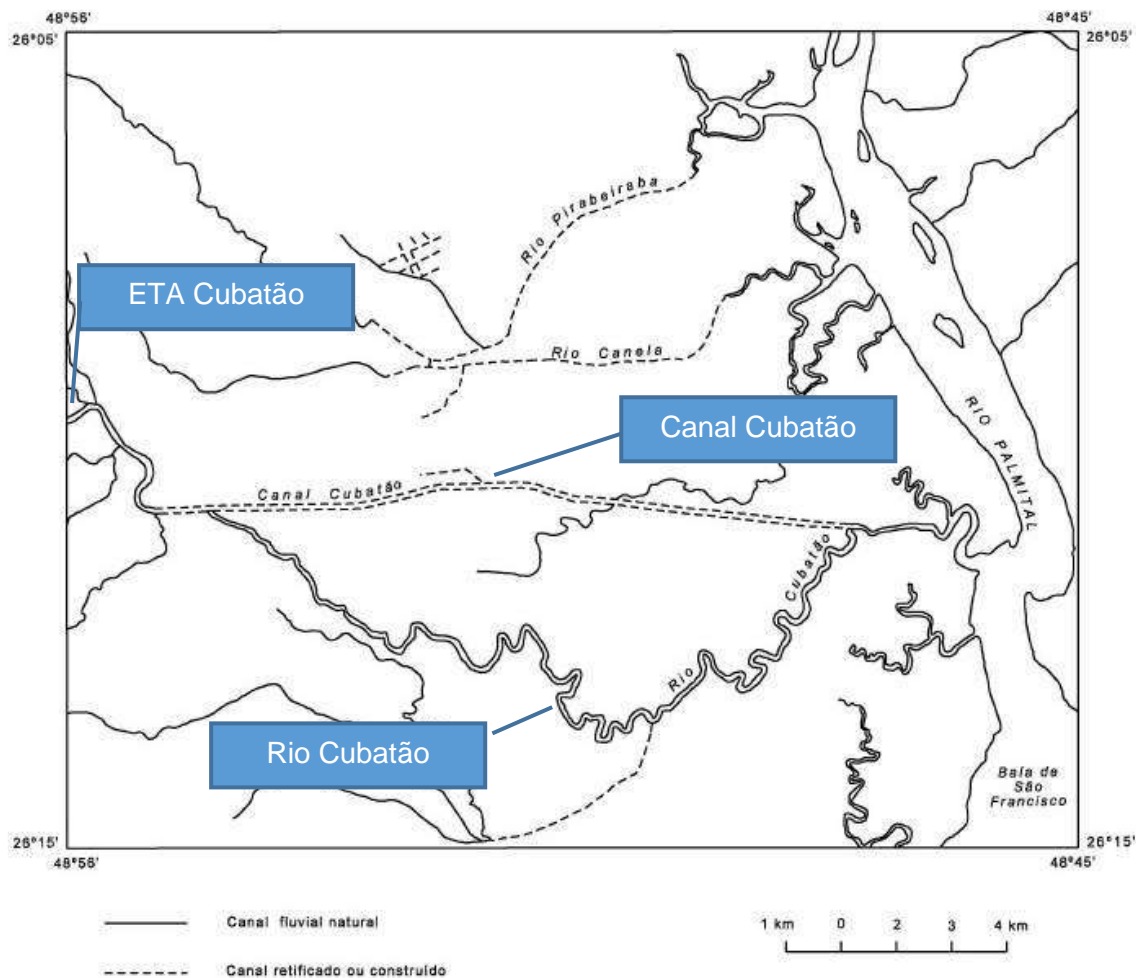 48°56'
48°45'
26°05'
26°05'
Rio Pirabeiraba
ETA Cubatão
Rio Canela
Canal Cubatão
RIO PALMITAL
Canal Cubatão
Cubatão
Rio
Rio Cubatão
Baía de
São
Francisco
26°15'
26°15'
48°56'
48°45'
Canal fluvial natural
1 km 0 2 3 4 km
Canal retificado ou construído